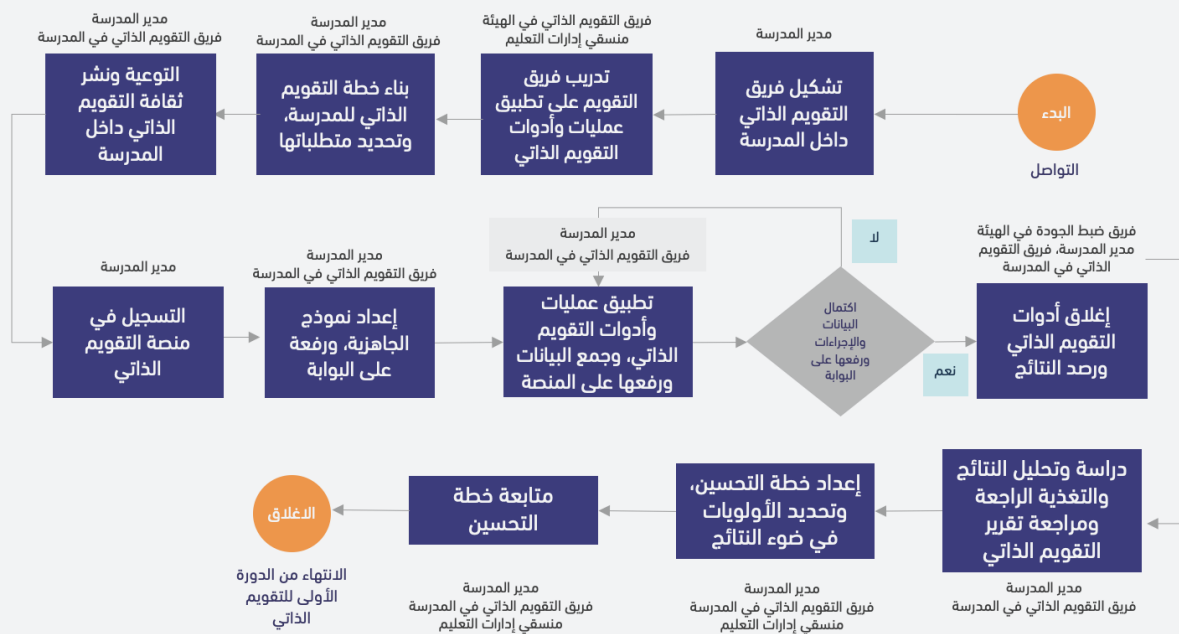 البدء
التواصل
مدير المدرسة
تشكيل فريق
التقويم الذاتي
داخل المدرسة
فريق التقويم الذاتي في الهيئة
منسقي إدارات التعليم
تدريب فريق
التقويم على تطبيق
عمليات وأدوات
التقويم الذاتي
مدير المدرسة
فريق التقويم الذاتي في المدرسة
بناء خطة التقويم
الذاتي للمدرسة،
وتحديد متطلباتها
مدير المدرسة
فريق التقويم الذاتي في المدرسة
التوعية ونشر
ثقافة التقويم
الذاتي داخل
المدرسة
مدير المدرسة
التسجيل في
منصة التقويم
الذاتي
مدير المدرسة
فريق التقويم الذاتي في المدرسة
إعداد نموذج
الجاهزية، ورفعة
على البوابة
مدير المدرسة
فريق التقويم الذاتي في المدرسة
تطبيق عمليات
وأدوات التقويم
الذاتي، وجمع البيانات
ورفعها على المنصة
اكتمال
البيانات
والإجراءات
ورفعها على
البوابة
لا
نعم
فريق ضبط الجودة في الهيئة
مدير المدرسة، فريق التقويم
الذاتي في المدرسة
إغلاق أدوات
التقويم الذاتي
ورصد النتائج
دراسة وتحليل النتائج
والتغذية الراجعة
ومراجعة تقرير
التقويم الذاتي
مدير المدرسة
فريق التقويم الذاتي في المدرسة
إعداد خطة التحسين،
وتحديد الأولويات
في ضوء النتائج
مدير المدرسة
فريق التقويم الذاتي في المدرسة
منسقي إدارات التعليم
متابعة خطة
التحسين
مدير المدرسة
فريق التقويم الذاتي في المدرسة
منسقي إدارات التعليم
الاغلاق
الانتهاء من الدورة
الأولى للتقويم
الذاتي